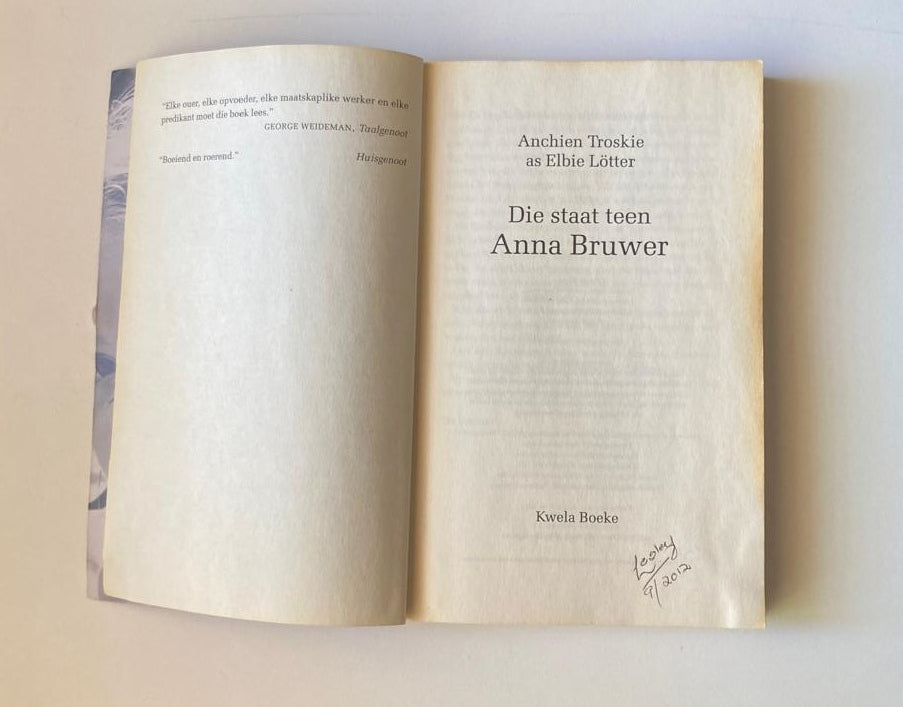 “Elke ouer, elke opvoeder, elke maatskaplike werker en elke
predikant moet die boek lees.”
GEORGE WEIDEMAN, Taalgenoot
“Boeiend en roerend.” Huisgenoot
Anchien Troskie
as Elbie Lötter
Die staat teen
Anna Bruwer
Kwela Boeke
9/2012